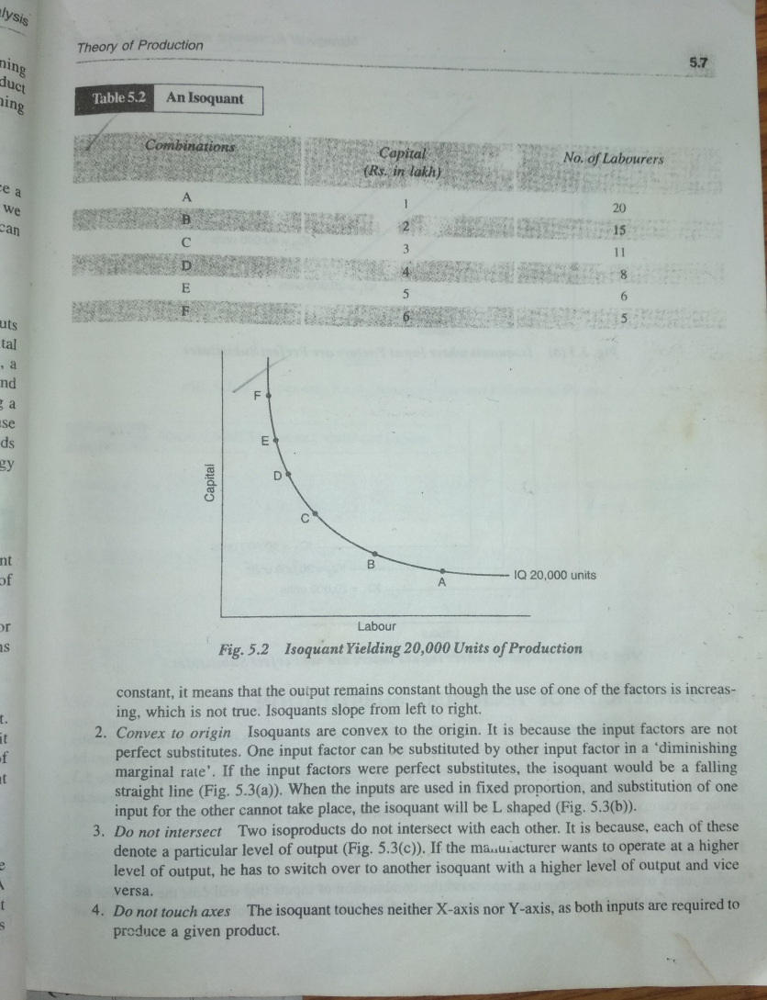 lysis
ning
duct
ning
ce a
we
can
uts
tal
, a
nd
g a
use
ds
gy
nt
of
or
ns
t.
it
f
at
e
A
t
s
Theory of Production
5.7
Table 5.2 An Isoquant
Combinations Capital (Rs. in lakh) No. of Labourers
A 1 20
B 2 15
C 3 11
D 4 8
E 5 6
F 6 5
F
E
D
C
B
A
IQ 20,000 units
Capital
Labour
Fig. 5.2 Isoquant Yielding 20,000 Units of Production
constant, it means that the output remains constant though the use of one of the factors is increas-
ing, which is not true. Isoquants slope from left to right.
2. Convex to origin Isoquants are convex to the origin. It is because the input factors are not
perfect substitutes. One input factor can be substituted by other input factor in a ‘diminishing
marginal rate’. If the input factors were perfect substitutes, the isoquant would be a falling
straight line (Fig. 5.3(a)). When the inputs are used in fixed proportion, and substitution of one
input for the other cannot take place, the isoquant will be L shaped (Fig. 5.3(b)).
3. Do not intersect Two isoproducts do not intersect with each other. It is because, each of these
denote a particular level of output (Fig. 5.3(c)). If the manufacturer wants to operate at a higher
level of output, he has to switch over to another isoquant with a higher level of output and vice
versa.
4. Do not touch axes The isoquant touches neither X-axis nor Y-axis, as both inputs are required to
produce a given product.